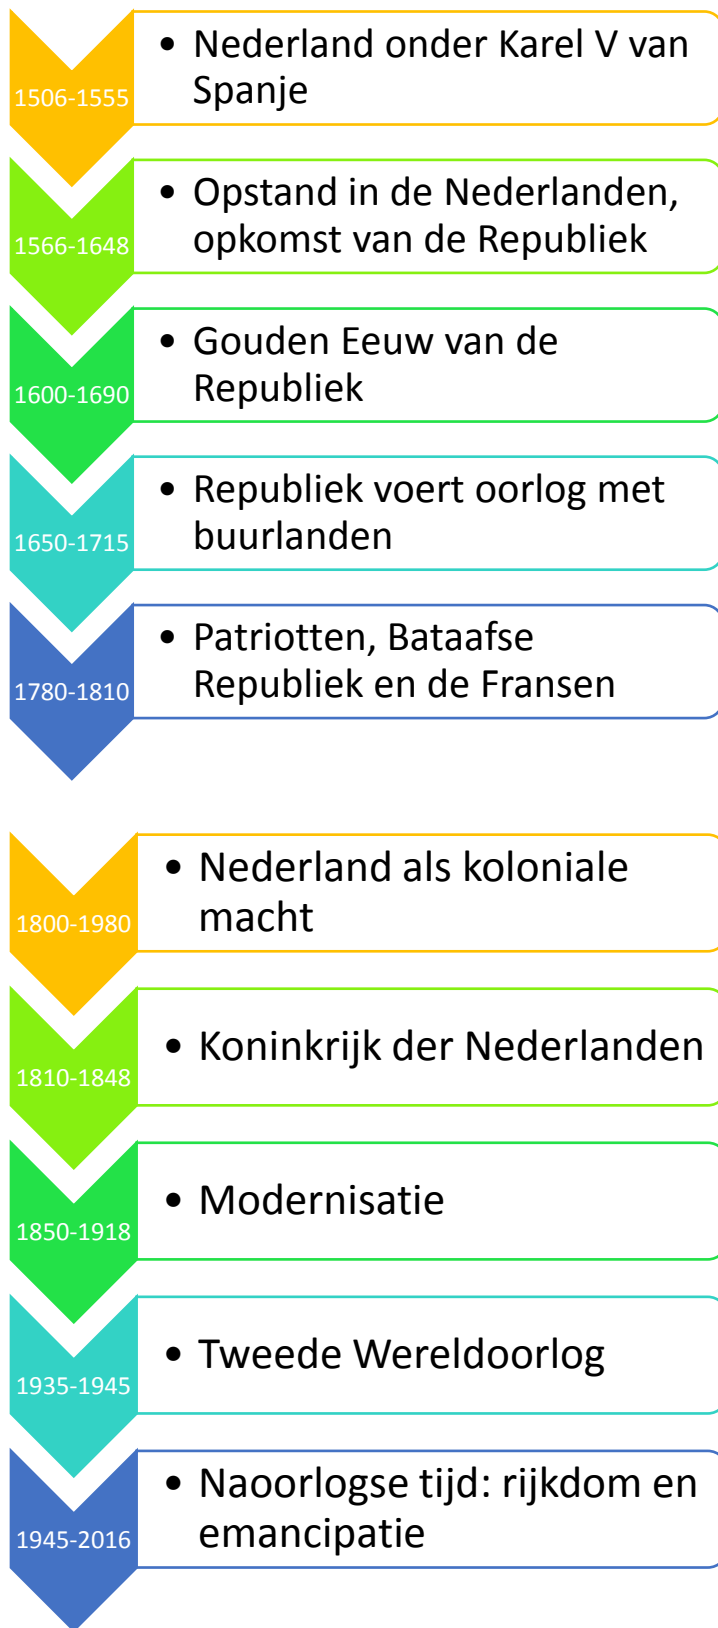 1506-1555
• Nederland onder Karel V van
Spanje
1566-1648
• Opstand in de Nederlanden,
opkomst van de Republiek
1600-1690
• Gouden Eeuw van de
Republiek
1650-1715
• Republiek voert oorlog met
buurlanden
1780-1810
• Patriotten, Bataafse
Republiek en de Fransen
1800-1980
• Nederland als koloniale
macht
1810-1848
• Koninkrijk der Nederlanden
1850-1918
• Modernisatie
1935-1945
• Tweede Wereldoorlog
1945-2016
• Naoorlogse tijd: rijkdom en
emancipatie